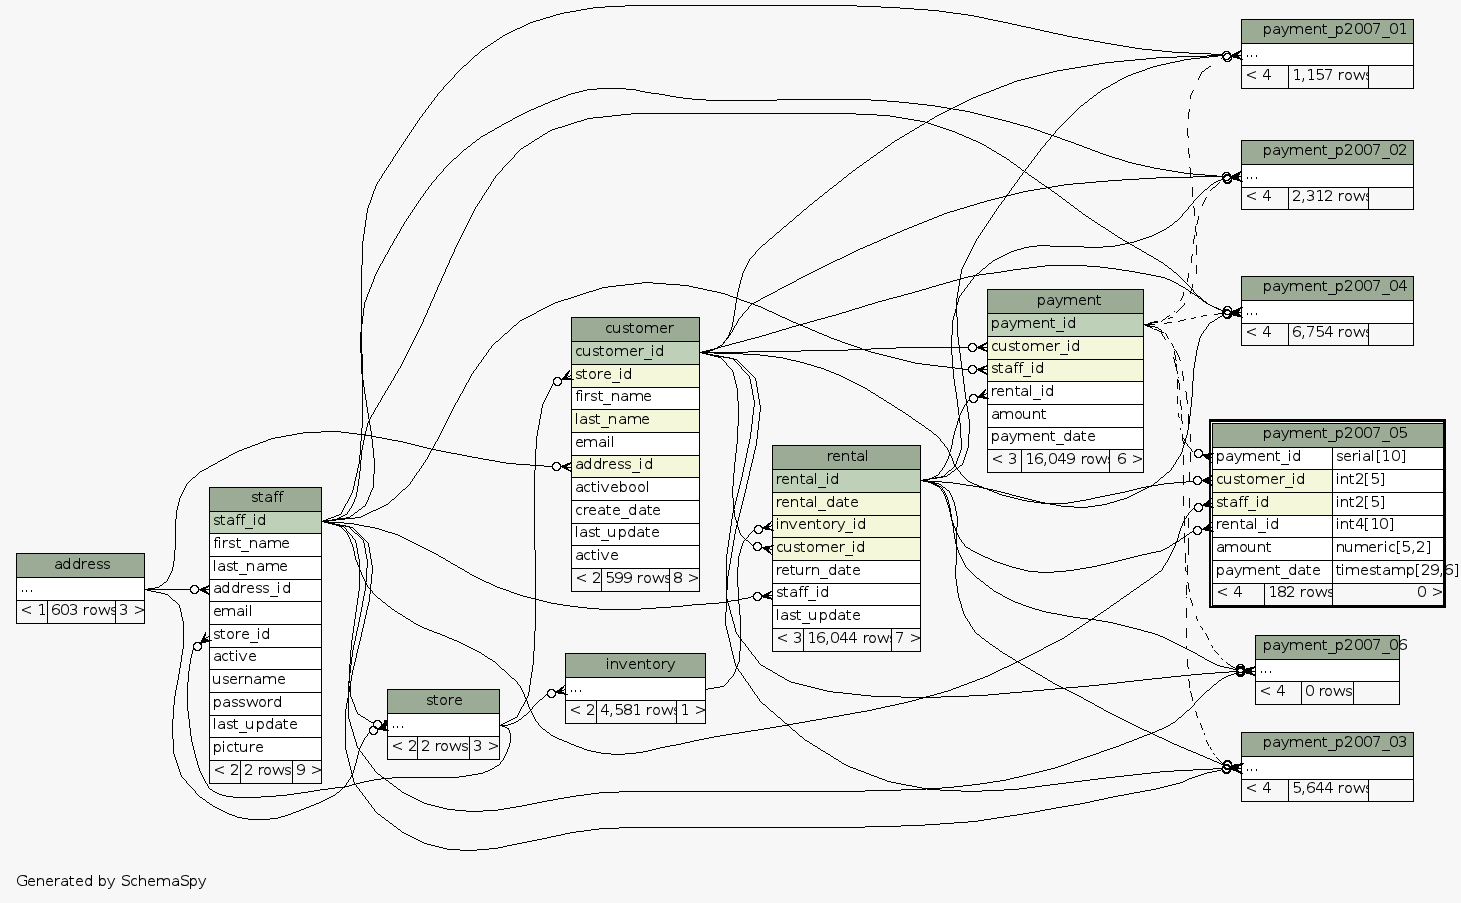 payment_p2007_01
...
< 4 1,157 rows
payment_p2007_02
...
< 4 2,312 rows
payment_p2007_04
...
< 4 6,754 rows
payment
payment_id
customer_id
staff_id
rental_id
amount
payment_date
< 3 16,049 rows 6 >
customer
customer_id
store_id
first_name
last_name
email
address_id
activebool
create_date
last_update
active
< 2 599 rows 8 >
payment_p2007_05
payment_id serial[10]
customer_id int2[5]
staff_id int2[5]
rental_id int4[10]
amount numeric[5,2]
payment_date timestamp[29,6]
< 4 182 rows 0 >
rental
rental_id
rental_date
inventory_id
customer_id
return_date
staff_id
last_update
< 3 16,044 rows 7 >
staff
staff_id
first_name
last_name
address_id
email
store_id
active
username
password
last_update
picture
< 2 2 rows 9 >
address
...
< 1 603 rows 3 >
inventory
...
< 2 4,581 rows 1 >
store
...
< 2 2 rows 3 >
payment_p2007_06
...
< 4 0 rows
payment_p2007_03
...
< 4 5,644 rows
Generated by SchemaSpy